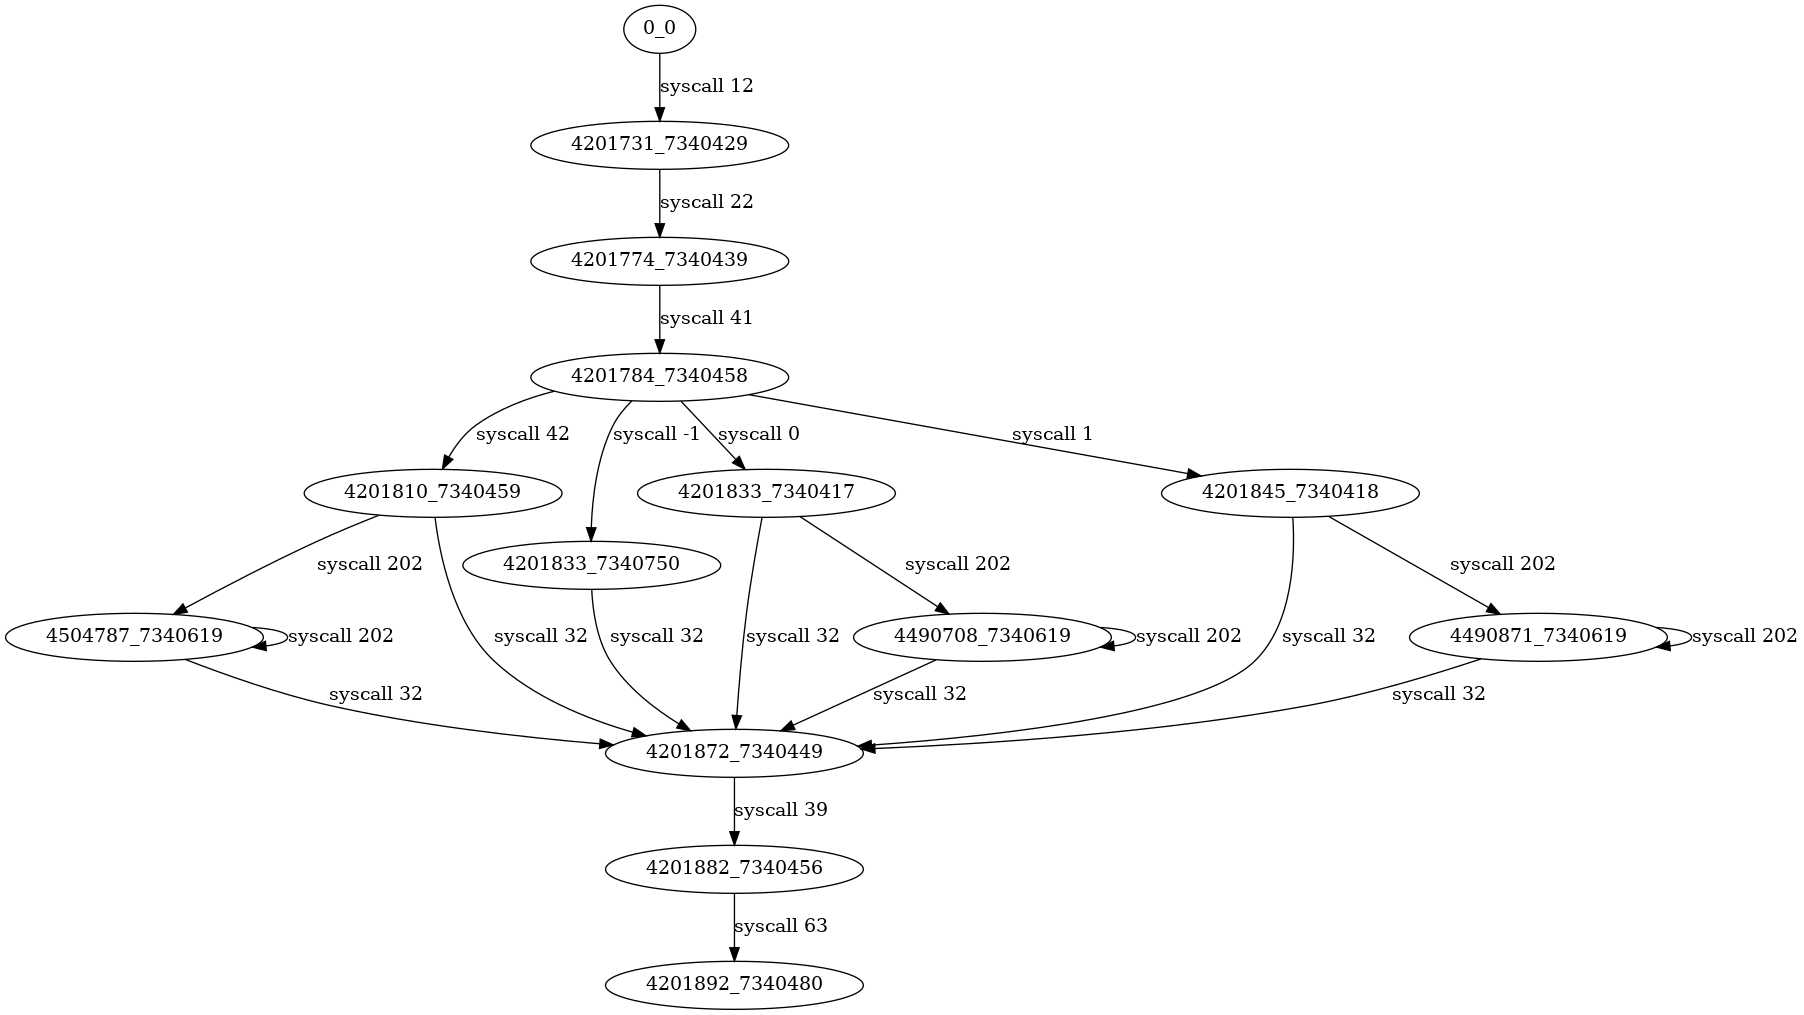 0_0
syscall 12
4201731_7340429
syscall 22
4201774_7340439
syscall 41
4201784_7340458
syscall 42
syscall -1
syscall 0
syscall 1
4201810_7340459
4201833_7340417
4201845_7340418
syscall 202
4201833_7340750
syscall 202
syscall 202
4504787_7340619
syscall 202
syscall 32
syscall 32
syscall 32
4490708_7340619
syscall 202
syscall 32
4490871_7340619
syscall 202
syscall 32
syscall 32
syscall 32
4201872_7340449
syscall 39
4201882_7340456
syscall 63
4201892_7340480